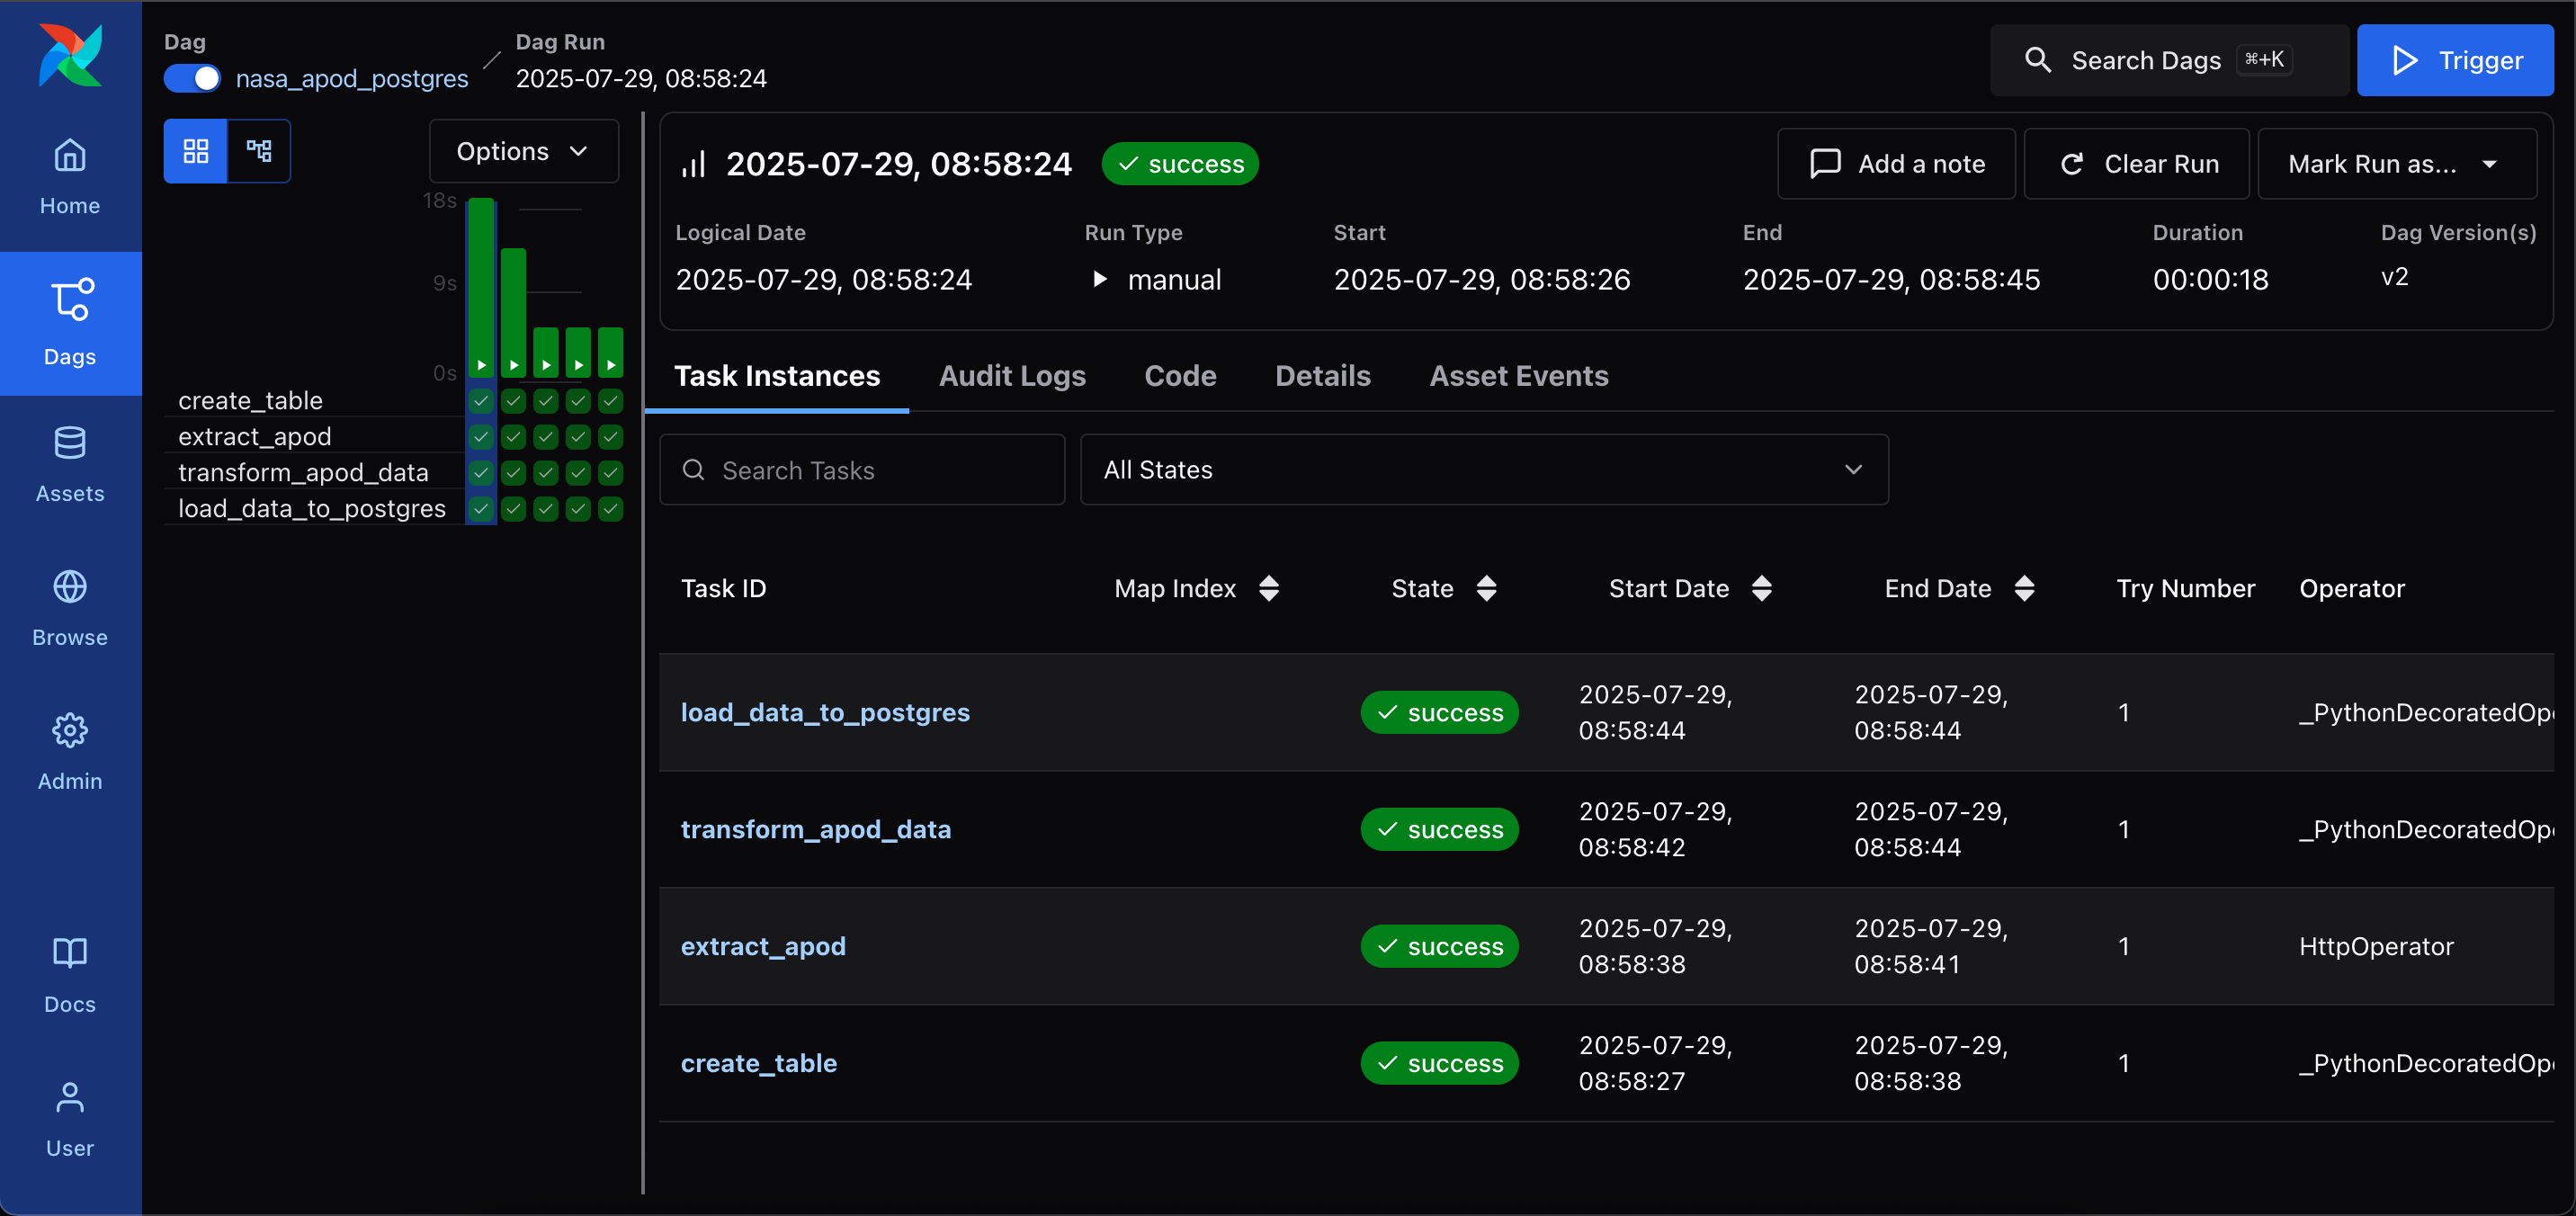 Dag
nasa_apod_postgres
Dag Run
2025-07-29, 08:58:24
Search Dags ⌘+K
Trigger
Home
Dags
Assets
Browse
Admin
Docs
User
Options
18s
9s
0s
create_table
extract_apod
transform_apod_data
load_data_to_postgres
2025-07-29, 08:58:24 success
Add a note
Clear Run
Mark Run as...
Logical Date Run Type Start End Duration Dag Version(s)
2025-07-29, 08:58:24 manual 2025-07-29, 08:58:26 2025-07-29, 08:58:45 00:00:18 v2
Task Instances Audit Logs Code Details Asset Events
Search Tasks All States
Task ID Map Index State Start Date End Date Try Number Operator
load_data_to_postgres success 2025-07-29, 08:58:44 2025-07-29, 08:58:44 1 _PythonDecoratedOp
transform_apod_data success 2025-07-29, 08:58:42 2025-07-29, 08:58:44 1 _PythonDecoratedOp
extract_apod success 2025-07-29, 08:58:38 2025-07-29, 08:58:41 1 HttpOperator
create_table success 2025-07-29, 08:58:27 2025-07-29, 08:58:38 1 _PythonDecoratedOp